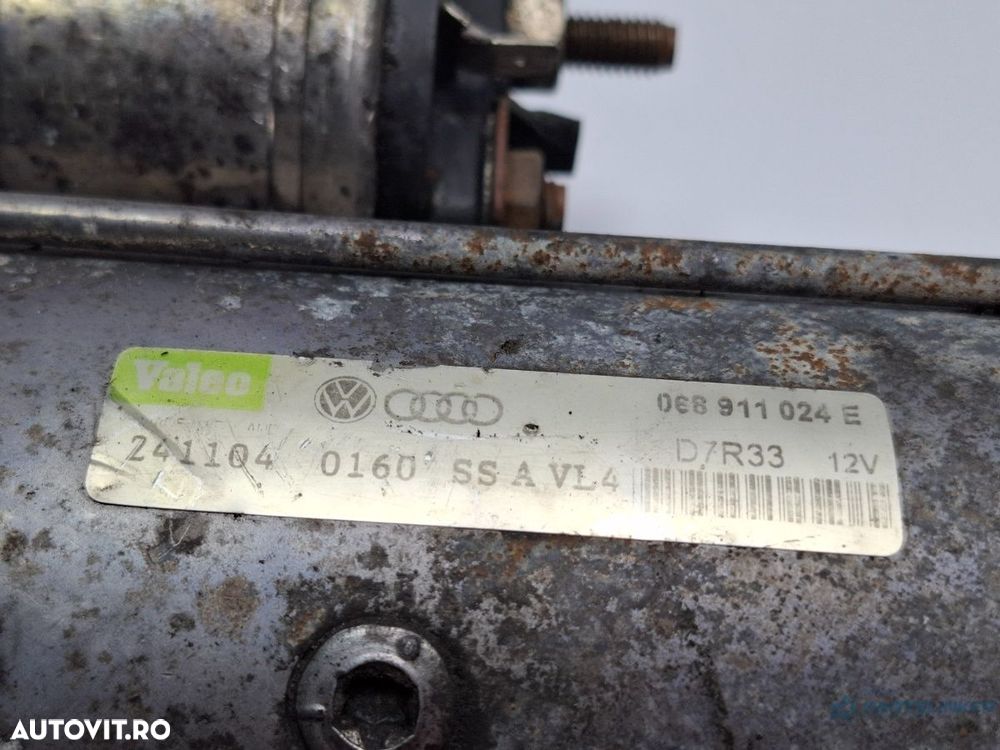 Valeo
068 911 024 E
D7R33 12V
241104 0160 SS A VL4
AUTOVIT.RO